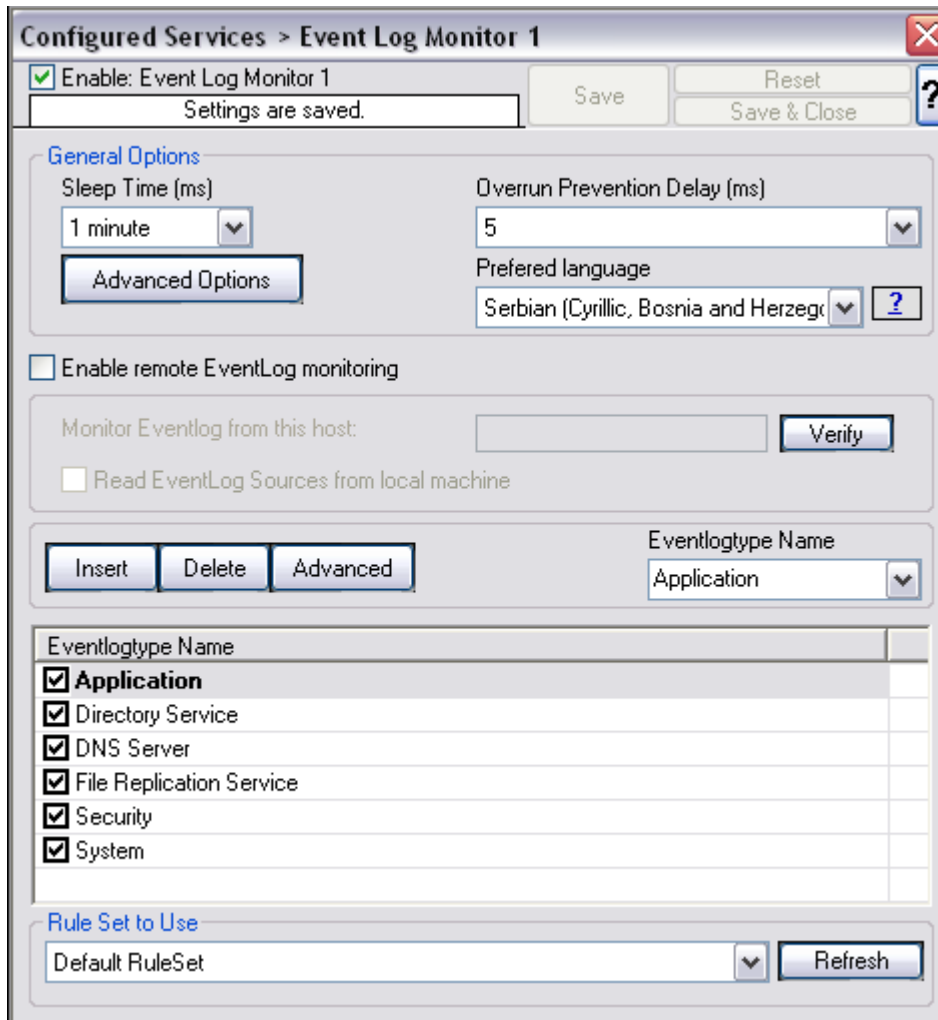 Configured Services > Event Log Monitor 1
Enable: Event Log Monitor 1
Settings are saved.
Save
Reset
Save & Close
?
General Options
Sleep Time (ms)
Overrun Prevention Delay (ms)
1 minute
5
Advanced Options
Prefered language
Serbian (Cyrillic, Bosnia and Herzego
?
Enable remote EventLog monitoring
Monitor Eventlog from this host:
Verify
Read EventLog Sources from local machine
Insert
Delete
Advanced
Eventlogtype Name
Application
Eventlogtype Name
Application
Directory Service
DNS Server
File Replication Service
Security
System
Rule Set to Use
Default RuleSet
Refresh